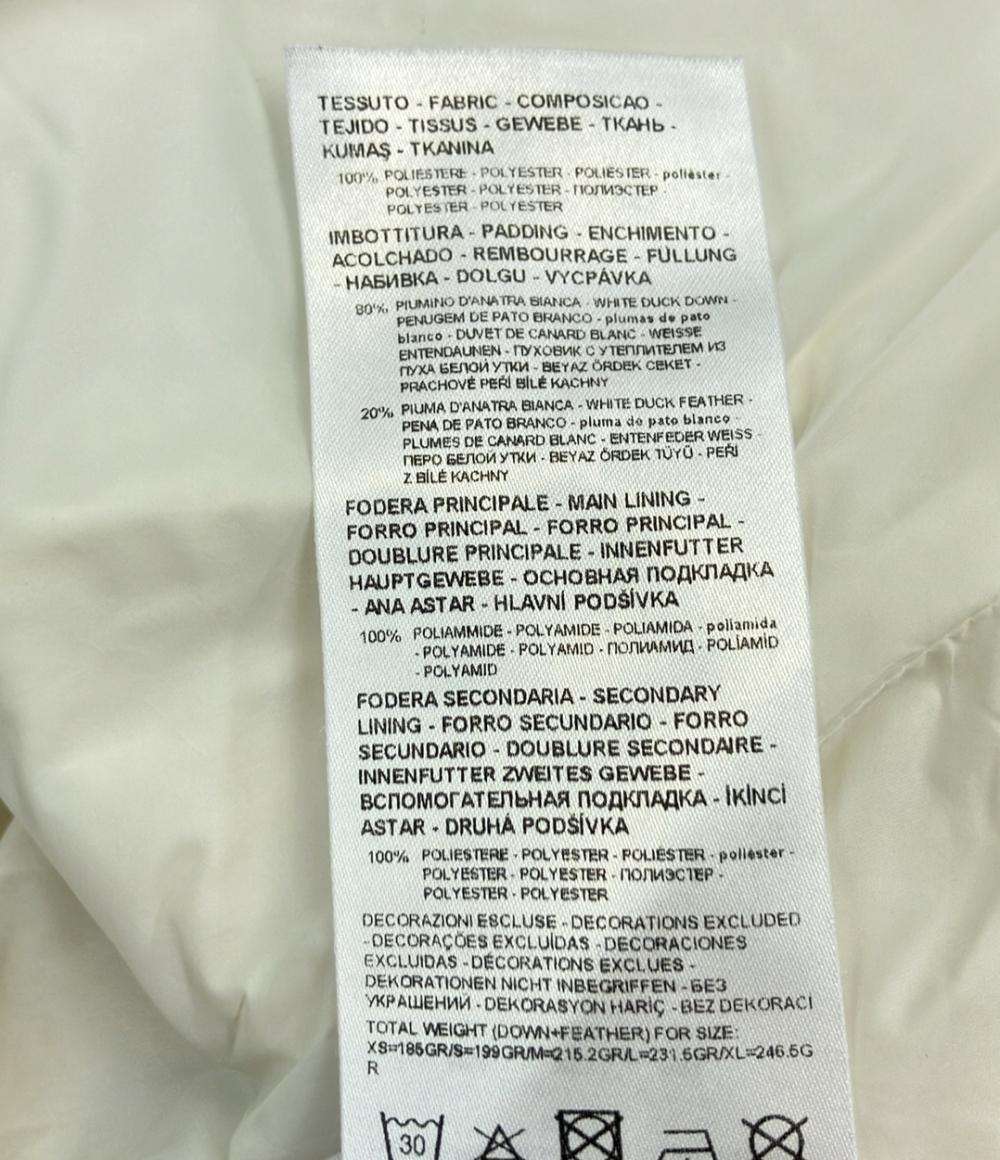 TESSUTO - FABRIC - COMPOSICAO -
TEJIDO - TISSUS - GEWEBE - ТКАНЬ -
KUMAŞ - TKANINA
100% POLIESTERE - POLYESTER - POLIÉSTER - poliéster -
POLYESTER - POLYESTER - ПОЛИЭСТЕР -
POLYESTER - POLYESTER
IMBOTTITURA - PADDING - ENCHIMENTO -
ACOLCHADO - REMBOURRAGE - FÜLLUNG
- НАБИВКА - DOLGU - VYCPÁVKA
80% PIUMINO D'ANATRA BIANCA - WHITE DUCK DOWN -
PENUGEM DE PATO BRANCO - plumas de pato
blanco - DUVET DE CANARD BLANC - WEISSE
ENTENDAUNEN - ПУХОВИК С УТЕПЛИТЕЛЕМ ИЗ
ПУХА БЕЛОЙ УТКИ - BEYAZ ÖRDEK CEKET -
PRACHOVÉ PEŘÍ BÍLÉ KACHNY
20% PIUMA D'ANATRA BIANCA - WHITE DUCK FEATHER -
PENA DE PATO BRANCO - pluma de pato blanco -
PLUMES DE CANARD BLANC - ENTENFEDER WEISS -
ПЕРО БЕЛОЙ УТКИ - BEYAZ ÖRDEK TÜYÜ - PEŘÍ
Z BÍLÉ KACHNY
FODERA PRINCIPALE - MAIN LINING -
FORRO PRINCIPAL - FORRO PRINCIPAL -
DOUBLURE PRINCIPALE - INNENFUTTER
HAUPTGEWEBE - ОСНОВНАЯ ПОДКЛАДКА
- ANA ASTAR - HLAVNÍ PODŠÍVKA
100% POLIAMMIDE - POLYAMIDE - POLIAMIDA - poliamida
- POLYAMIDE - POLYAMID - ПОЛИАМИД - POLİAMİD
- POLYAMID
FODERA SECONDARIA - SECONDARY
LINING - FORRO SECUNDARIO - FORRO
SECUNDARIO - DOUBLURE SECONDAIRE -
INNENFUTTER ZWEITES GEWEBE -
ВСПОМОГАТЕЛЬНАЯ ПОДКЛАДКА - İKİNCİ
ASTAR - DRUHÁ PODŠÍVKA
100% POLIESTERE - POLYESTER - POLIÉSTER - poliéster -
POLYESTER - POLYESTER - ПОЛИЭСТЕР -
POLYESTER - POLYESTER
DECORAZIONI ESCLUSE - DECORATIONS EXCLUDED
- DECORAÇÕES EXCLUÍDAS - DECORACIONES
EXCLUIDAS - DÉCORATIONS EXCLUES -
DEKORATIONEN NICHT INBEGRIFFEN - БЕЗ
УКРАШЕНИЙ - DEKORASYON HARİÇ - BEZ DEKORACÍ
TOTAL WEIGHT (DOWN+FEATHER) FOR SIZE:
XS=185GR/S=199GR/M=215.2GR/L=231.5GR/XL=246.5G
R
30